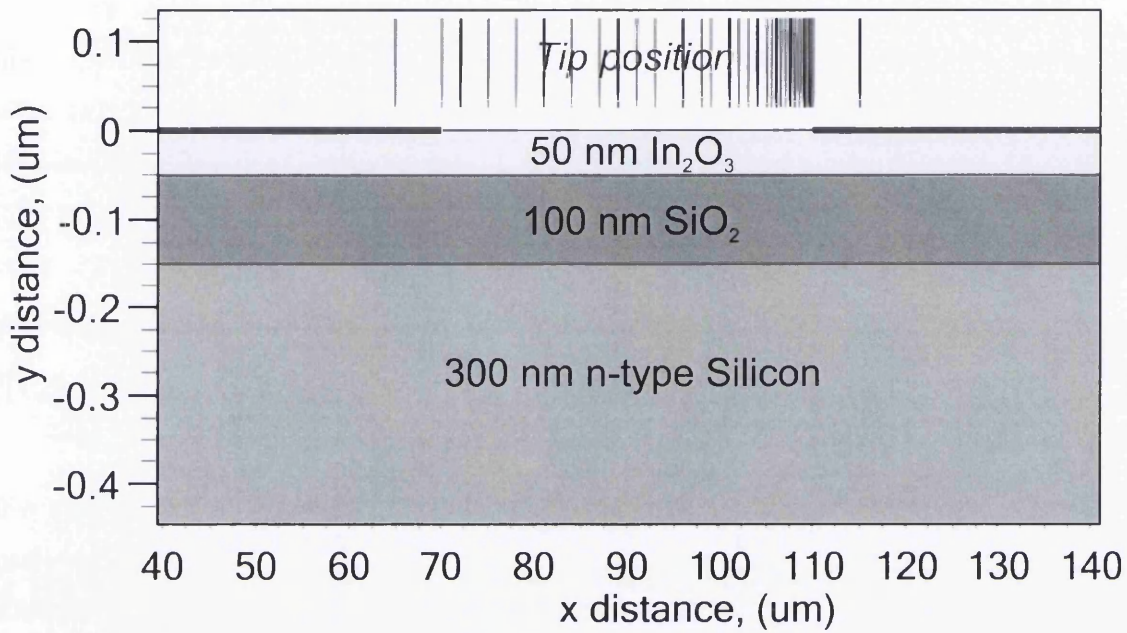 0.1
Tip position
0
50 nm In₂O₃
-0.1
100 nm SiO₂
-0.2
300 nm n-type Silicon
-0.3
-0.4
y distance, (um)
40 50 60 70 80 90 100 110 120 130 140
x distance, (um)